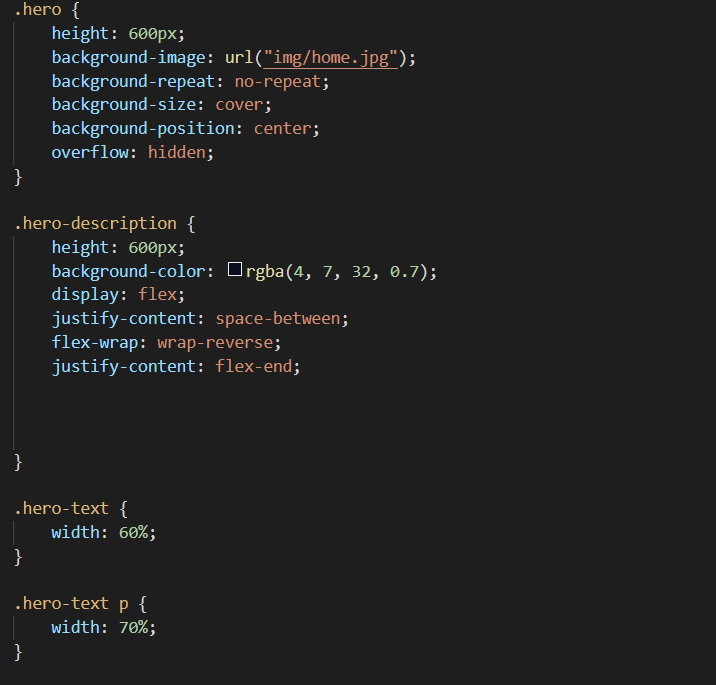 .hero {
    height: 600px;
    background-image: url("img/home.jpg");
    background-repeat: no-repeat;
    background-size: cover;
    background-position: center;
    overflow: hidden;
}

.hero-description {
    height: 600px;
    background-color: rgba(4, 7, 32, 0.7);
    display: flex;
    justify-content: space-between;
    flex-wrap: wrap-reverse;
    justify-content: flex-end;
}

.hero-text {
    width: 60%;
}

.hero-text p {
    width: 70%;
}